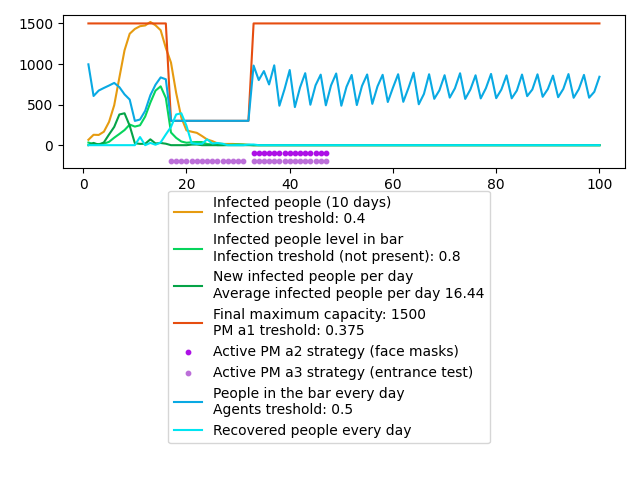 1500
1000
500
0
0 20 40 60 80 100
Infected people (10 days)
Infection treshold: 0.4
Infected people level in bar
Infection treshold (not present): 0.8
New infected people per day
Average infected people per day 16.44
Final maximum capacity: 1500
PM a1 treshold: 0.375
Active PM a2 strategy (face masks)
Active PM a3 strategy (entrance test)
People in the bar every day
Agents treshold: 0.5
Recovered people every day